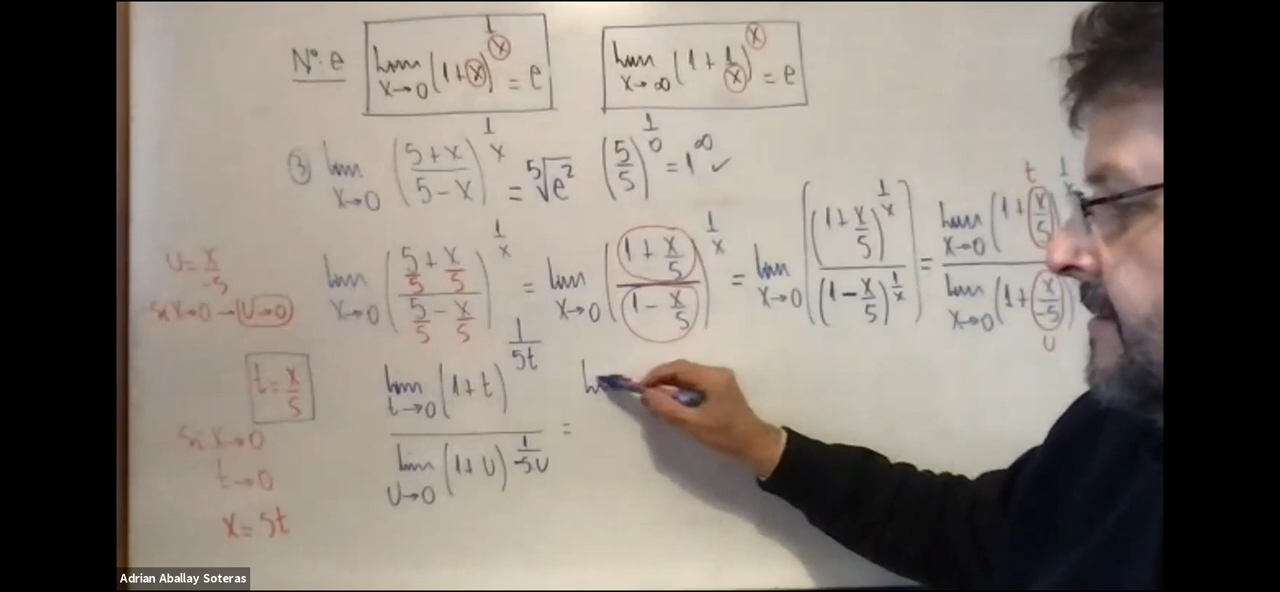 Nº: e lim x→0 (1+x)^(1/x) = e lim x→∞ (1+1/x)^x = e
③ lim x→0 ((5+x)/(5-x))^(1/x) = ⁵√e² (5/5)^(1/0) = 1^∞ ✓
lim x→0 ((5/5+x/5)/(5/5-x/5))^(1/x) = lim x→0 ((1+x/5)/(1-x/5))^(1/x) = lim x→0 ((1+x/5)^(1/x)/(1-x/5)^(1/x)) = lim x→0 (1+x/5)^(1/x) / lim x→0 (1+x/-5)
t
u
U=x/-5
si x→0→U→0
t=x/5
si x→0
t→0
x=5t
lim t→0 (1+t)^(1/5t) / lim U→0 (1+U)^(1/-5U) =
Adrian Aballay Soteras